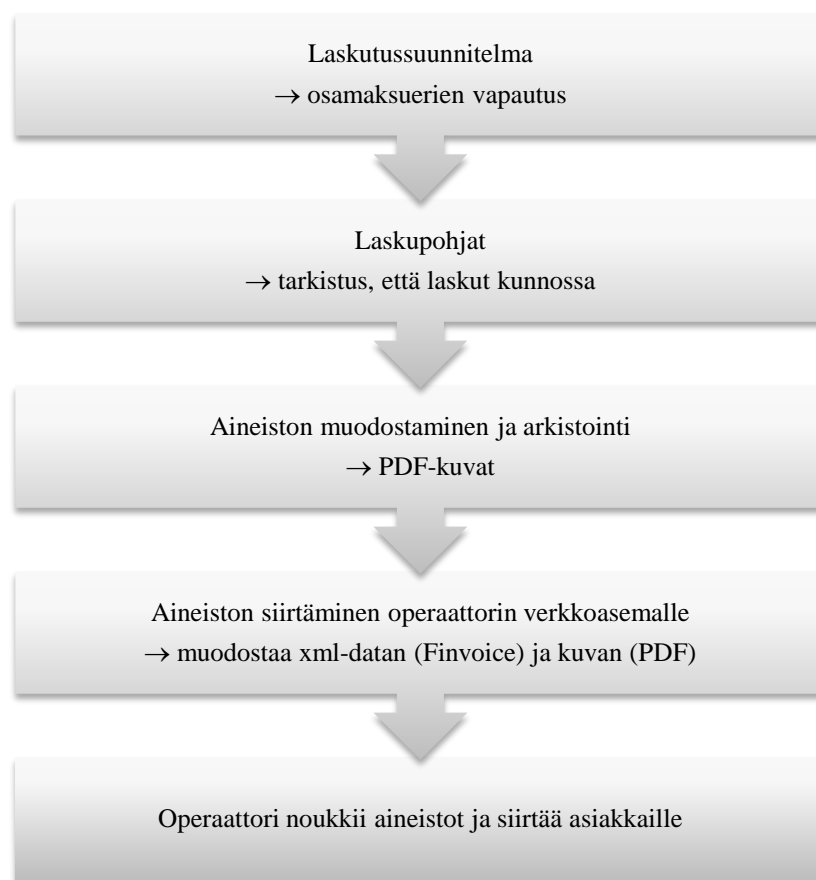 Laskutussuunnitelma
→ osamaksuerien vapautus
Laskupohjat
→ tarkistus, että laskut kunnossa
Aineiston muodostaminen ja arkistointi
→ PDF-kuvat
Aineiston siirtäminen operaattorin verkkoasemalle
→ muodostaa xml-datan (Finvoice) ja kuvan (PDF)
Operaattori noukkii aineistot ja siirtää asiakkaille